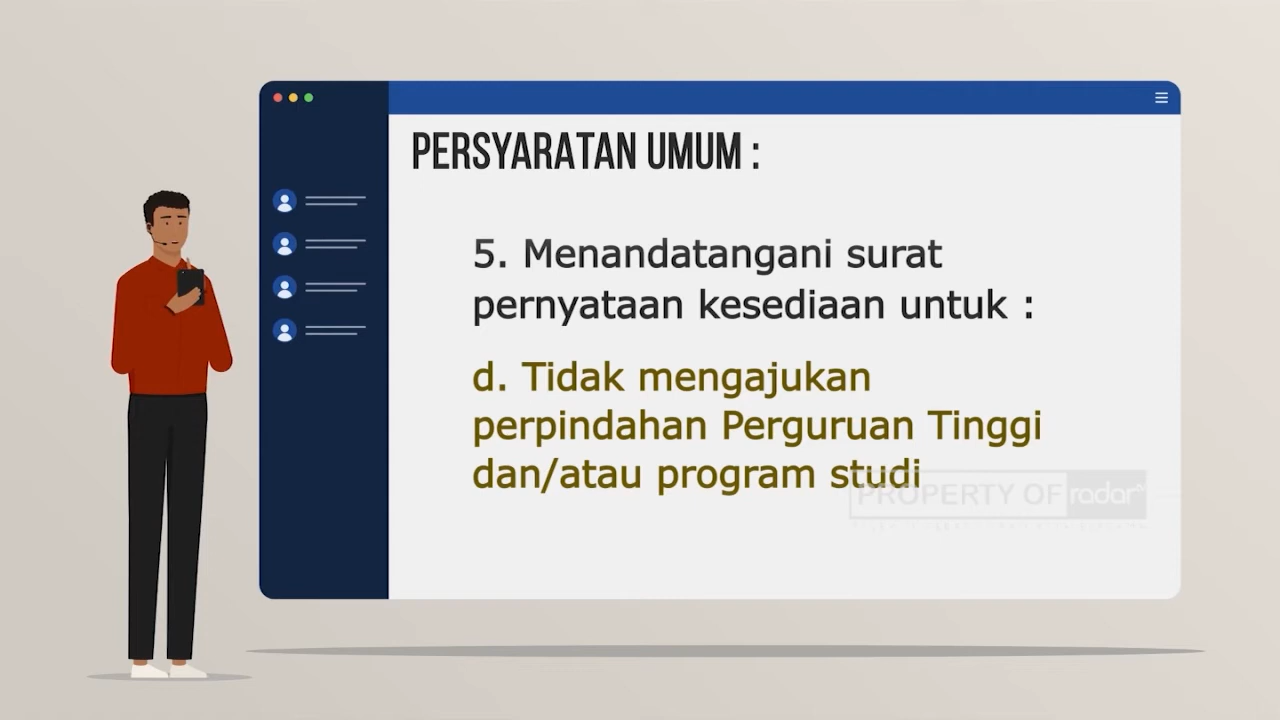 PERSYARATAN UMUM :
5. Menandatangani surat
pernyataan kesediaan untuk :
d. Tidak mengajukan
perpindahan Perguruan Tinggi
dan/atau program studi
PROPERTY OF radar